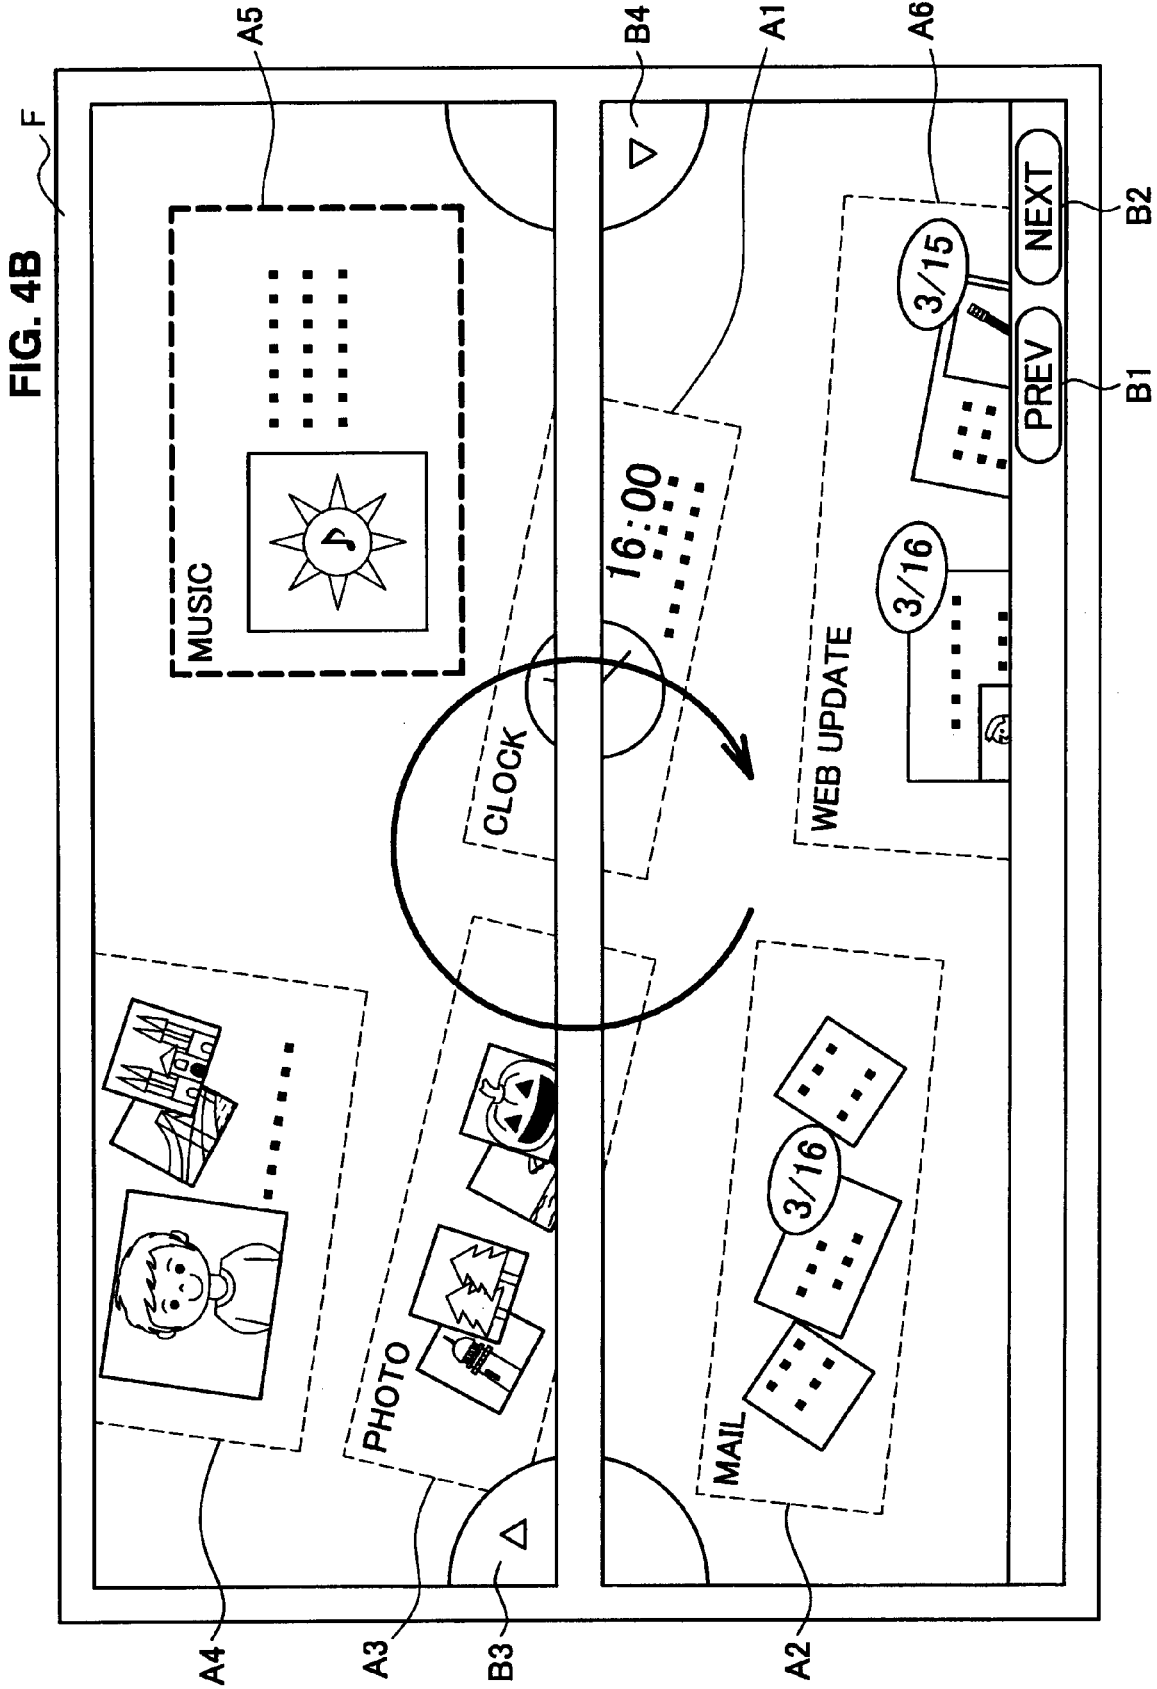 FIG. 4B
F
A4
A5
MUSIC
A3
PHOTO
B3
CLOCK
16:00
B4
A1
A2
MAIL
3/16
WEB UPDATE
3/16
3/15
A6
PREV
NEXT
B1
B2